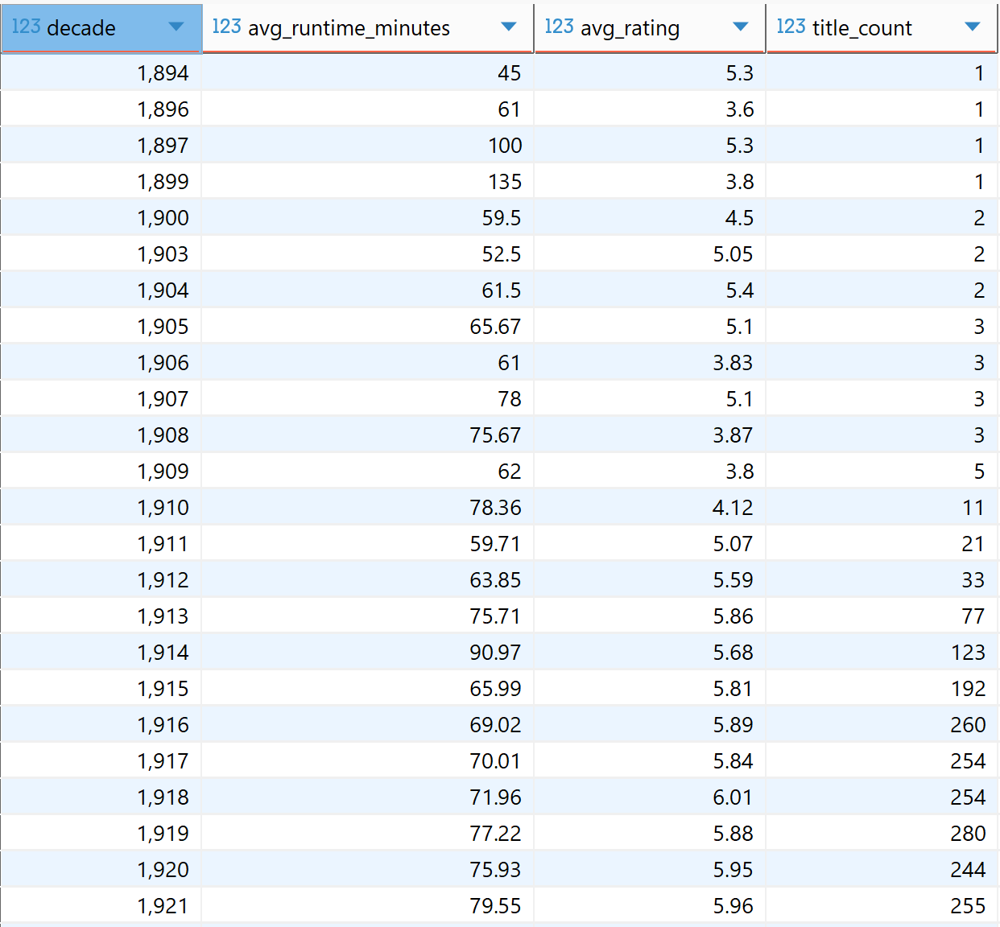 123 decade 123 avg_runtime_minutes 123 avg_rating 123 title_count
1,894 45 5.3 1
1,896 61 3.6 1
1,897 100 5.3 1
1,899 135 3.8 1
1,900 59.5 4.5 2
1,903 52.5 5.05 2
1,904 61.5 5.4 2
1,905 65.67 5.1 3
1,906 61 3.83 3
1,907 78 5.1 3
1,908 75.67 3.87 3
1,909 62 3.8 5
1,910 78.36 4.12 11
1,911 59.71 5.07 21
1,912 63.85 5.59 33
1,913 75.71 5.86 77
1,914 90.97 5.68 123
1,915 65.99 5.81 192
1,916 69.02 5.89 260
1,917 70.01 5.84 254
1,918 71.96 6.01 254
1,919 77.22 5.88 280
1,920 75.93 5.95 244
1,921 79.55 5.96 255